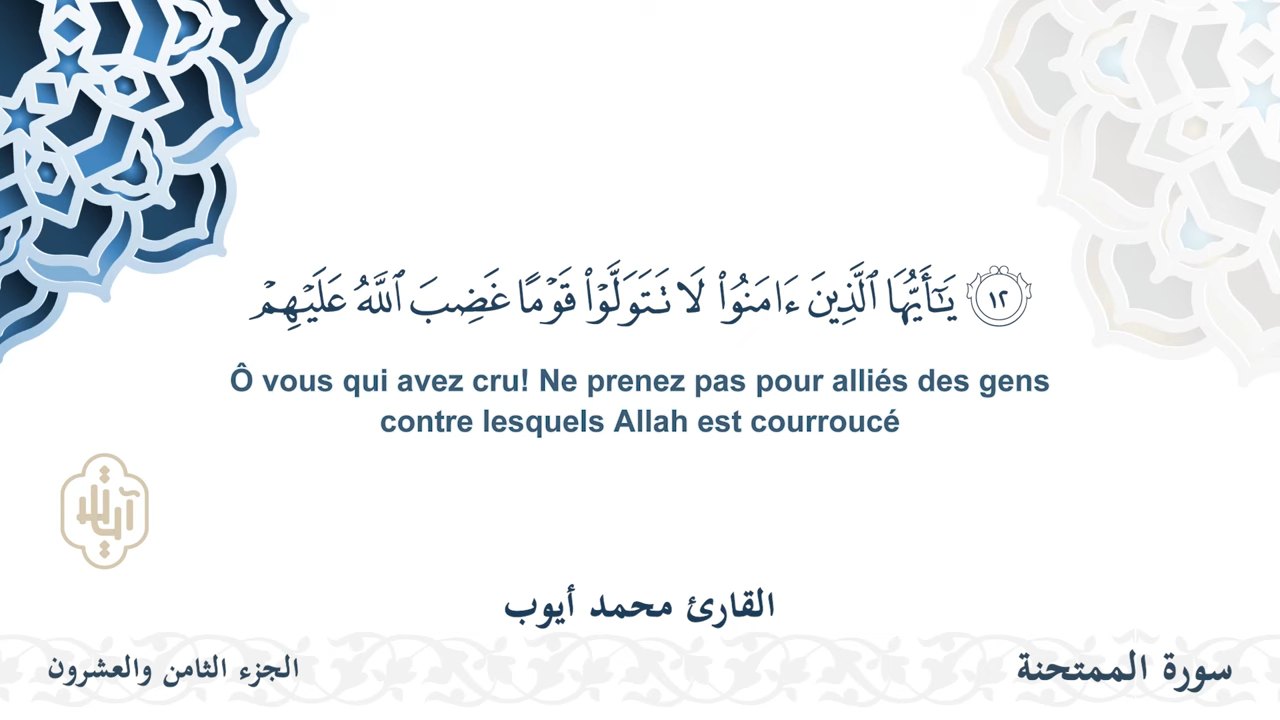 ١٢ يَـٰٓأَيُّهَا ٱلَّذِينَ ءَامَنُوا۟ لَا تَتَوَلَّوْا۟ قَوْمًا غَضِبَ ٱللَّهُ عَلَيْهِمْ
Ô vous qui avez cru! Ne prenez pas pour alliés des gens
contre lesquels Allah est courroucé
القارئ محمد أيوب
سورة الممتحنة
الجزء الثامن والعشرون